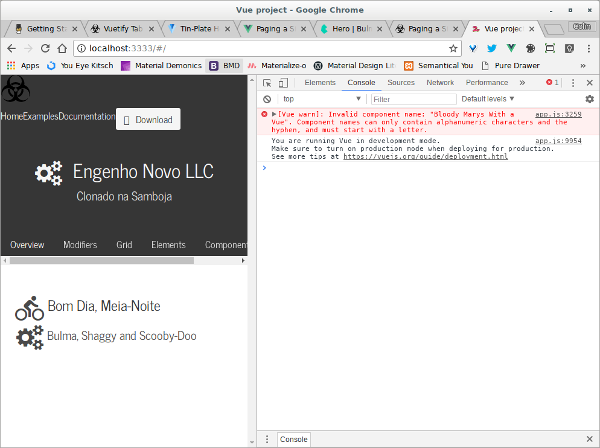 Vue project - Google Chrome
Getting St
Vuetify Tab
Tin-Plate H
Paging a S
Hero | Buln
Paging a S
Vue proje
Colin
localhost:3333/#/
Apps
You Eye Kitsch
Material Demonics
BMD
Materialize-o
Material Design Lit
Semantical You
Pure Drawer
»
Home Examples Documentation
Download
Engenho Novo LLC
Clonado na Samboja
Overview Modifiers Grid Elements Component
Bom Dia, Meia-Noite
Bulma, Shaggy and Scooby-Doo
Elements Console Sources Network Performance » 1
top Filter Default levels ▼
[Vue warn]: Invalid component name: "Bloody Marys With a app.js:3259
Vue". Component names can only contain alphanumeric characters and the
hyphen, and must start with a letter.
You are running Vue in development mode. app.js:9954
Make sure to turn on production mode when deploying for production.
See more tips at https://vuejs.org/guide/deployment.html
Console